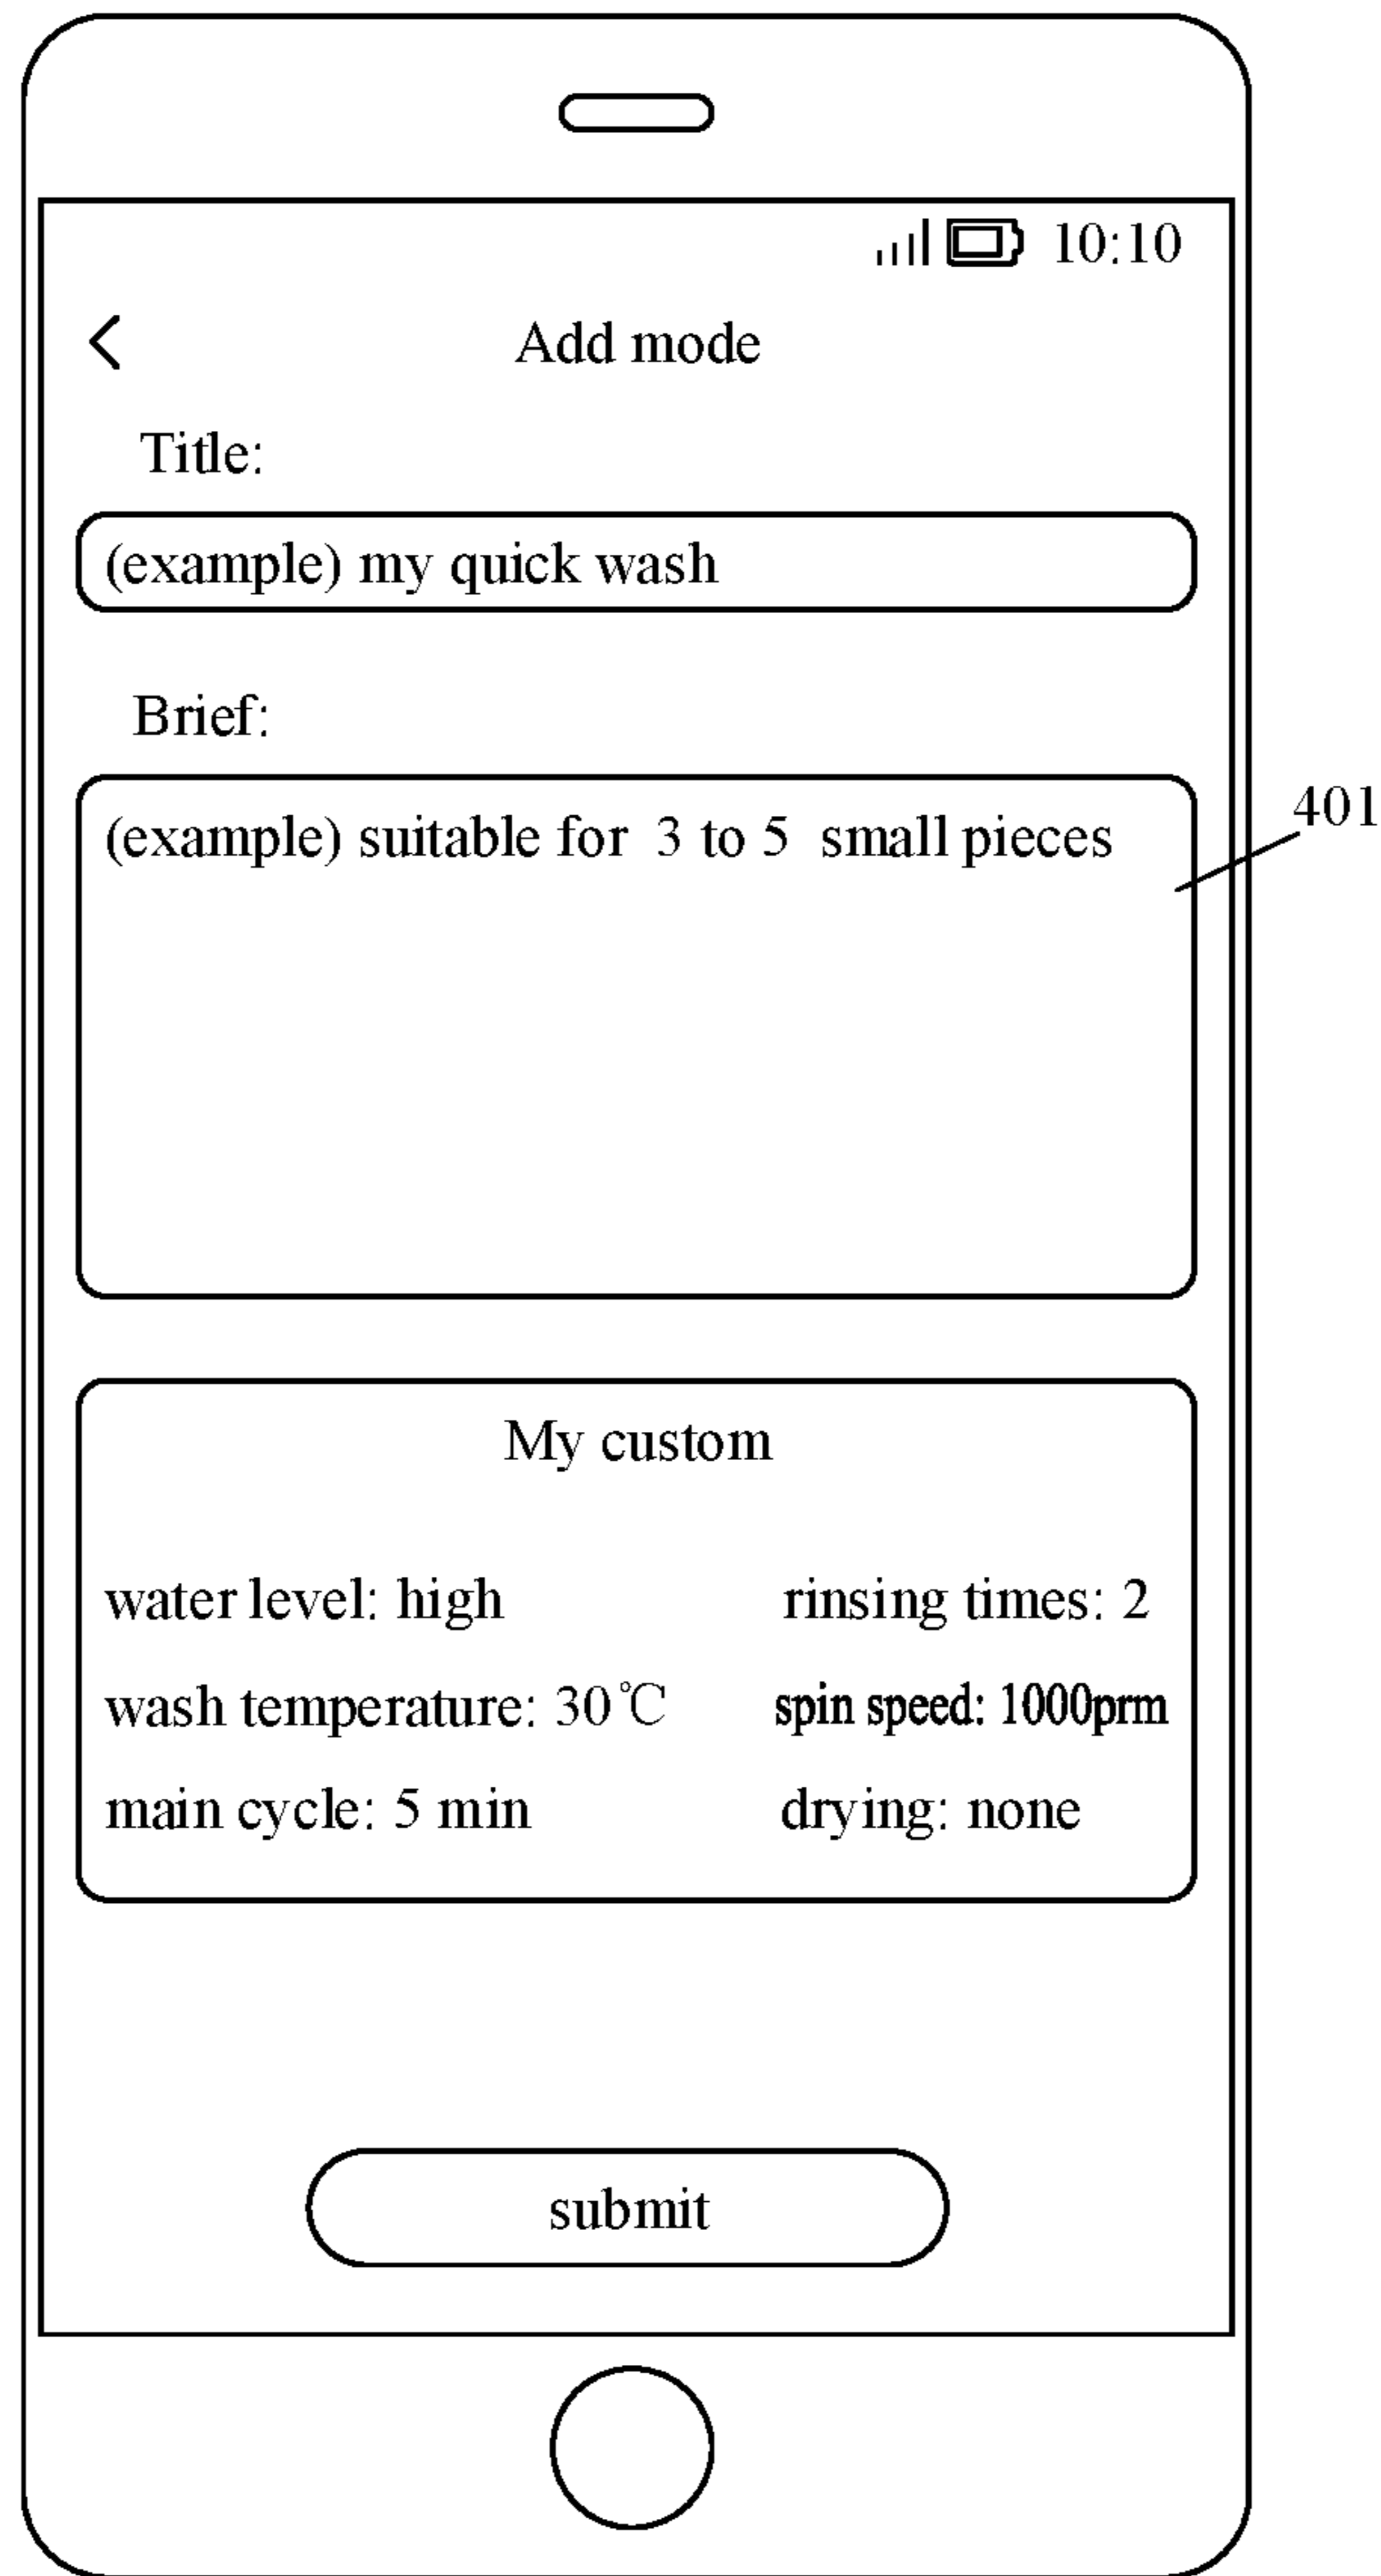 10:10
Add mode
Title:
(example) my quick wash
Brief:
(example) suitable for 3 to 5 small pieces
401
My custom
water level: high rinsing times: 2
wash temperature: 30℃ spin speed: 1000prm
main cycle: 5 min drying: none
submit